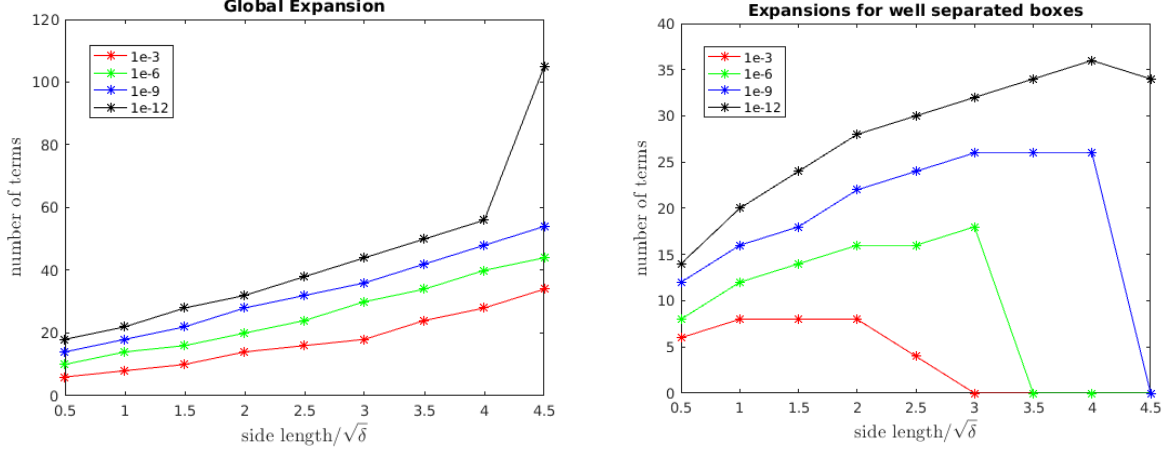 Global Expansion
120
100
80
60
40
20
0
number of terms
1e-3
1e-6
1e-9
1e-12
0.5 1 1.5 2 2.5 3 3.5 4 4.5
side length/√δ
Expansions for well separated boxes
40
35
30
25
20
15
10
5
0
number of terms
1e-3
1e-6
1e-9
1e-12
0.5 1 1.5 2 2.5 3 3.5 4 4.5
side length/√δ